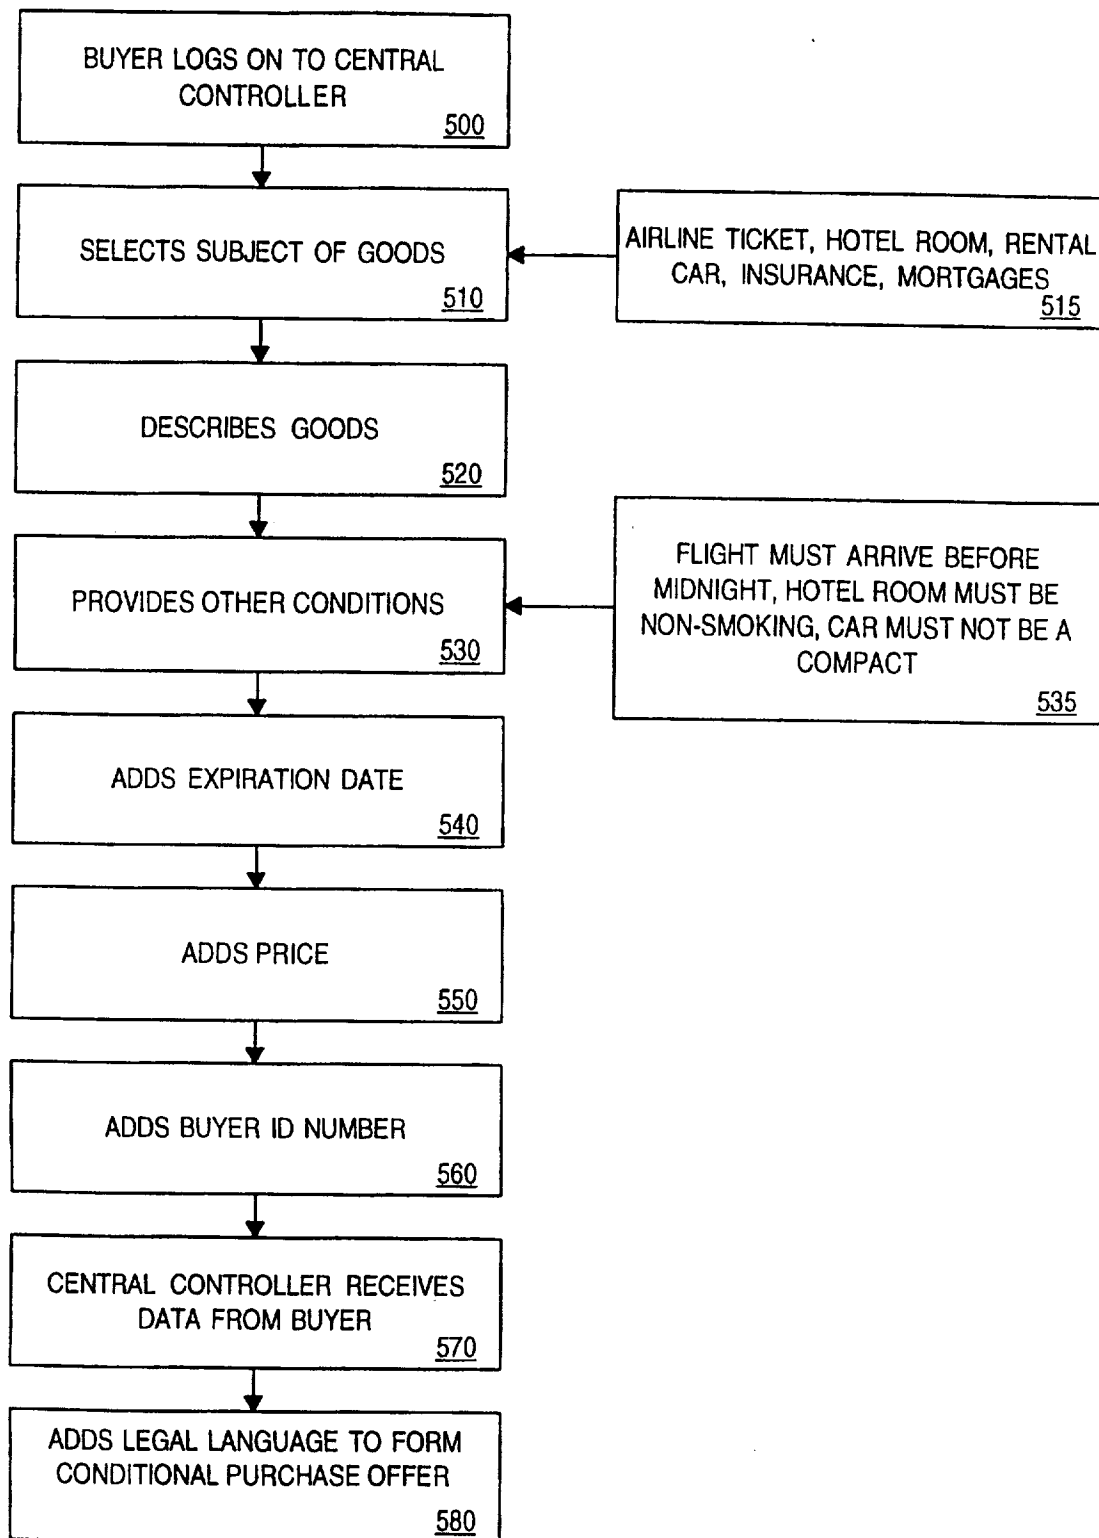 BUYER LOGS ON TO CENTRAL
CONTROLLER
500
SELECTS SUBJECT OF GOODS
510
AIRLINE TICKET, HOTEL ROOM, RENTAL
CAR, INSURANCE, MORTGAGES
515
DESCRIBES GOODS
520
PROVIDES OTHER CONDITIONS
530
FLIGHT MUST ARRIVE BEFORE
MIDNIGHT, HOTEL ROOM MUST BE
NON-SMOKING, CAR MUST NOT BE A
COMPACT
535
ADDS EXPIRATION DATE
540
ADDS PRICE
550
ADDS BUYER ID NUMBER
560
CENTRAL CONTROLLER RECEIVES
DATA FROM BUYER
570
ADDS LEGAL LANGUAGE TO FORM
CONDITIONAL PURCHASE OFFER
580